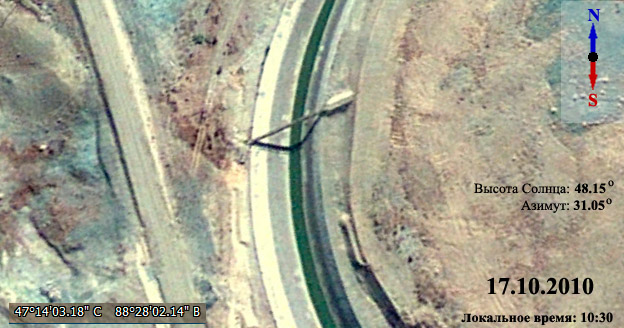 N
S
Высота Солнца: 48.15°
Азимут: 31.05°
17.10.2010
47°14'03.18" С 88°28'02.14" В
Локальное время: 10:30